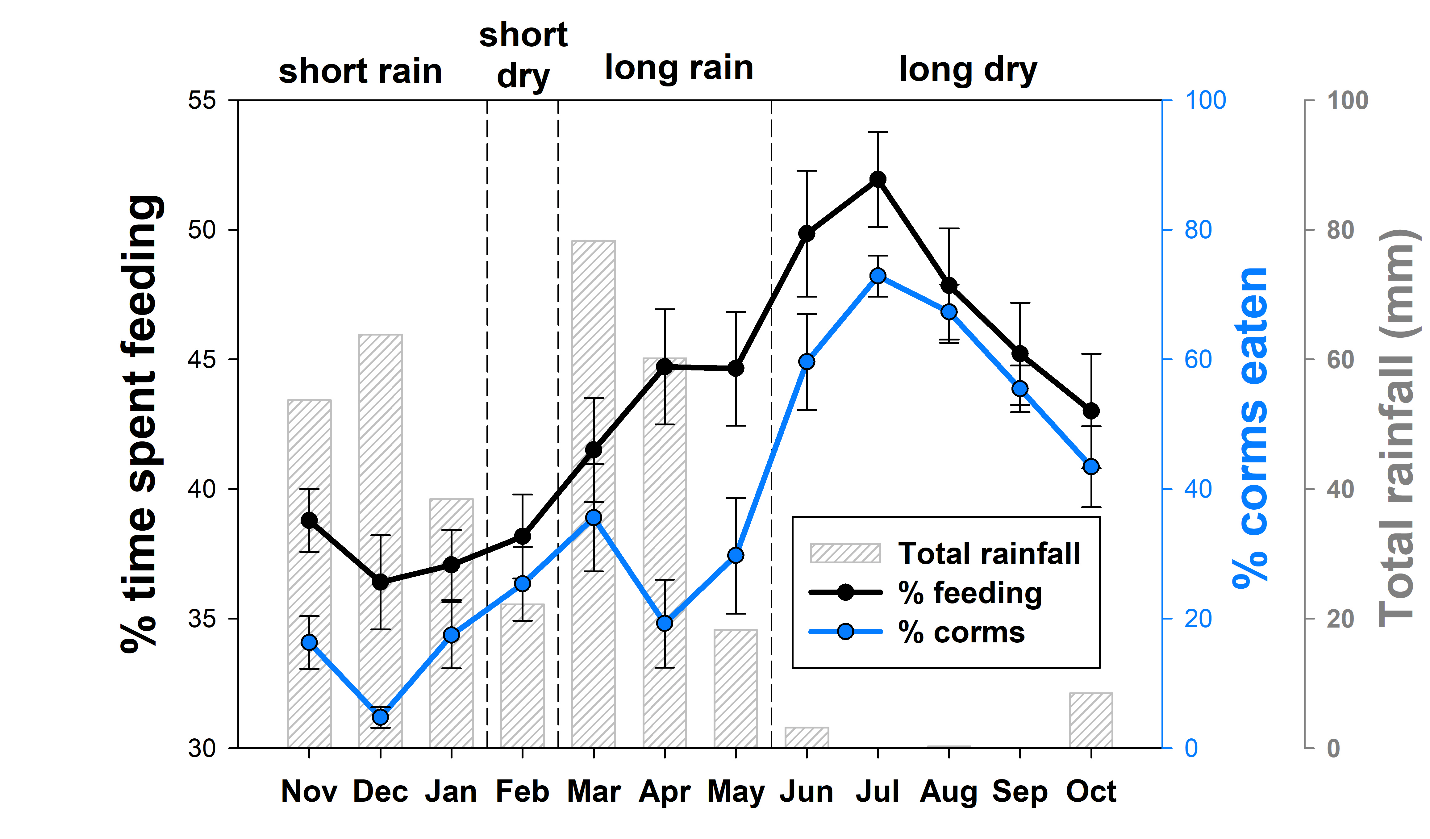 short rain
short
dry
long rain
long dry
% time spent feeding
55
50
45
40
35
30
100
80
60
40
20
0
% corms eaten
100
80
60
40
20
0
Total rainfall (mm)
Total rainfall
% feeding
% corms
Nov Dec Jan Feb Mar Apr May Jun Jul Aug Sep Oct